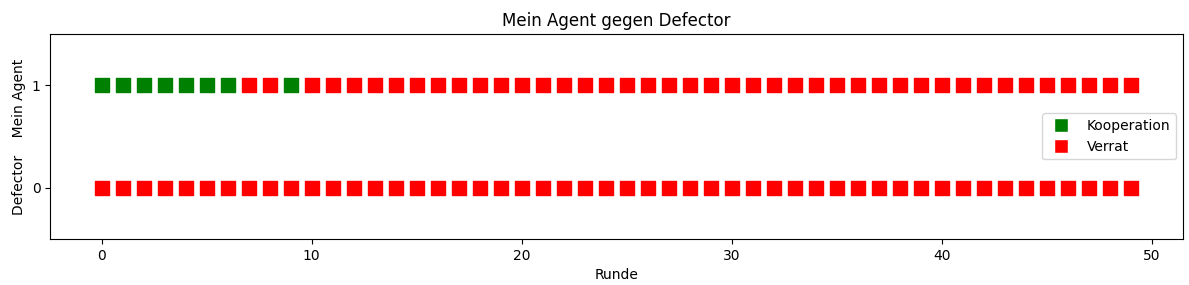 Mein Agent gegen Defector
Defector    Mein Agent
1
0
Kooperation
Verrat
0 10 20 30 40 50
Runde